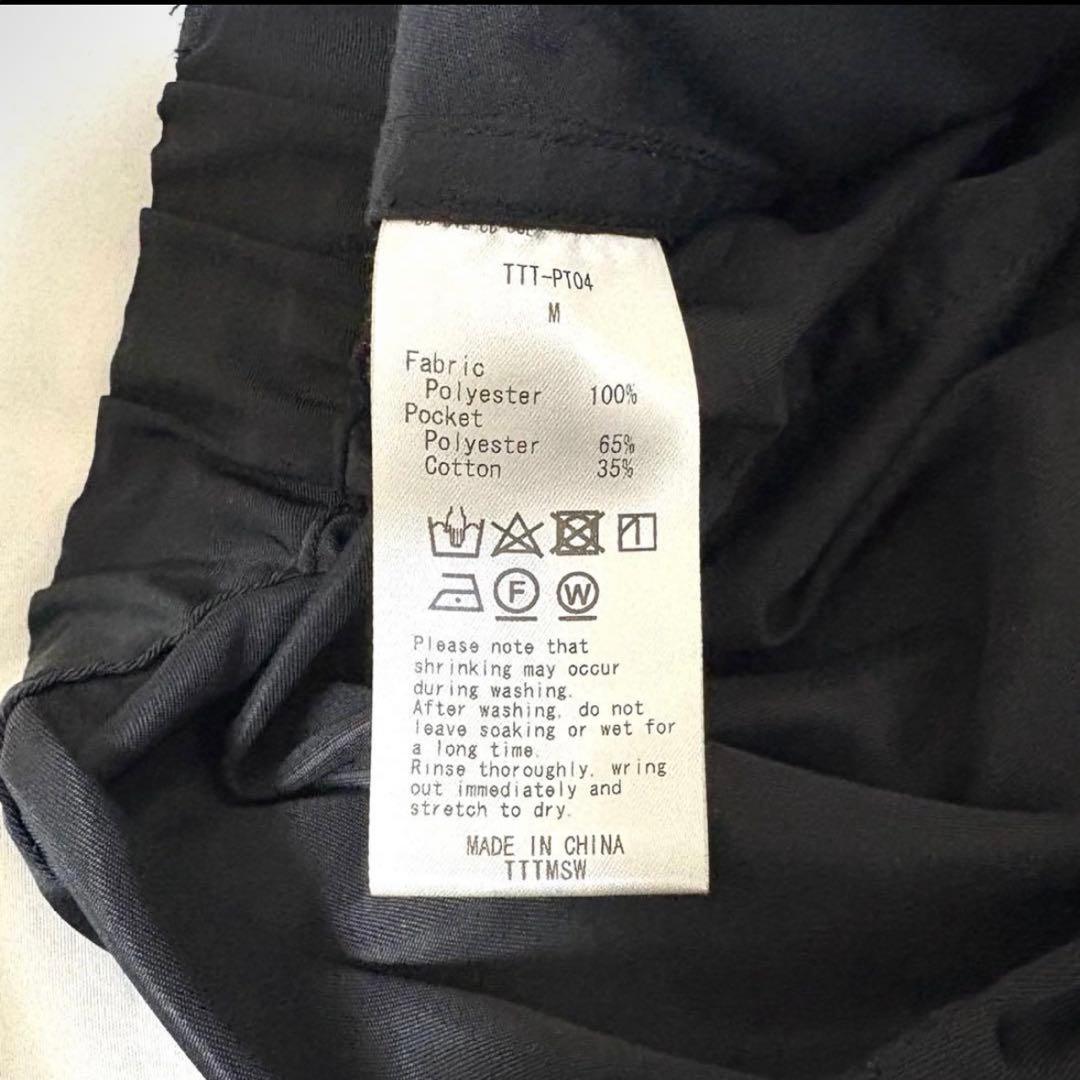 TTT-PT04
M
Fabric
Polyester 100%
Pocket
Polyester 65%
Cotton 35%
F W
Please note that
shrinking may occur
during washing.
After washing, do not
leave soaking or wet for
a long time.
Rinse thoroughly, wring
out immediately and
stretch to dry.
MADE IN CHINA
TTTMSW